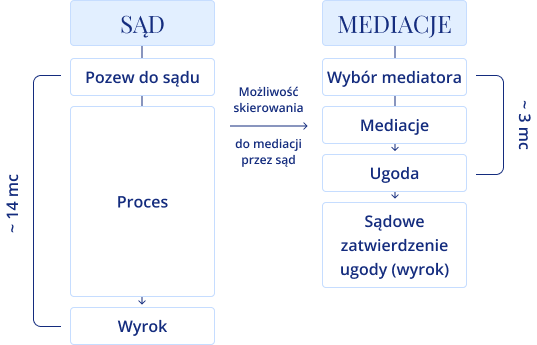 SĄD
Pozew do sądu
Proces
Wyrok
~ 14 mc
Możliwość
skierowania
do mediacji
przez sąd
MEDIACJE
Wybór mediatora
Mediacje
Ugoda
Sądowe
zatwierdzenie
ugody (wyrok)
~ 3 mc